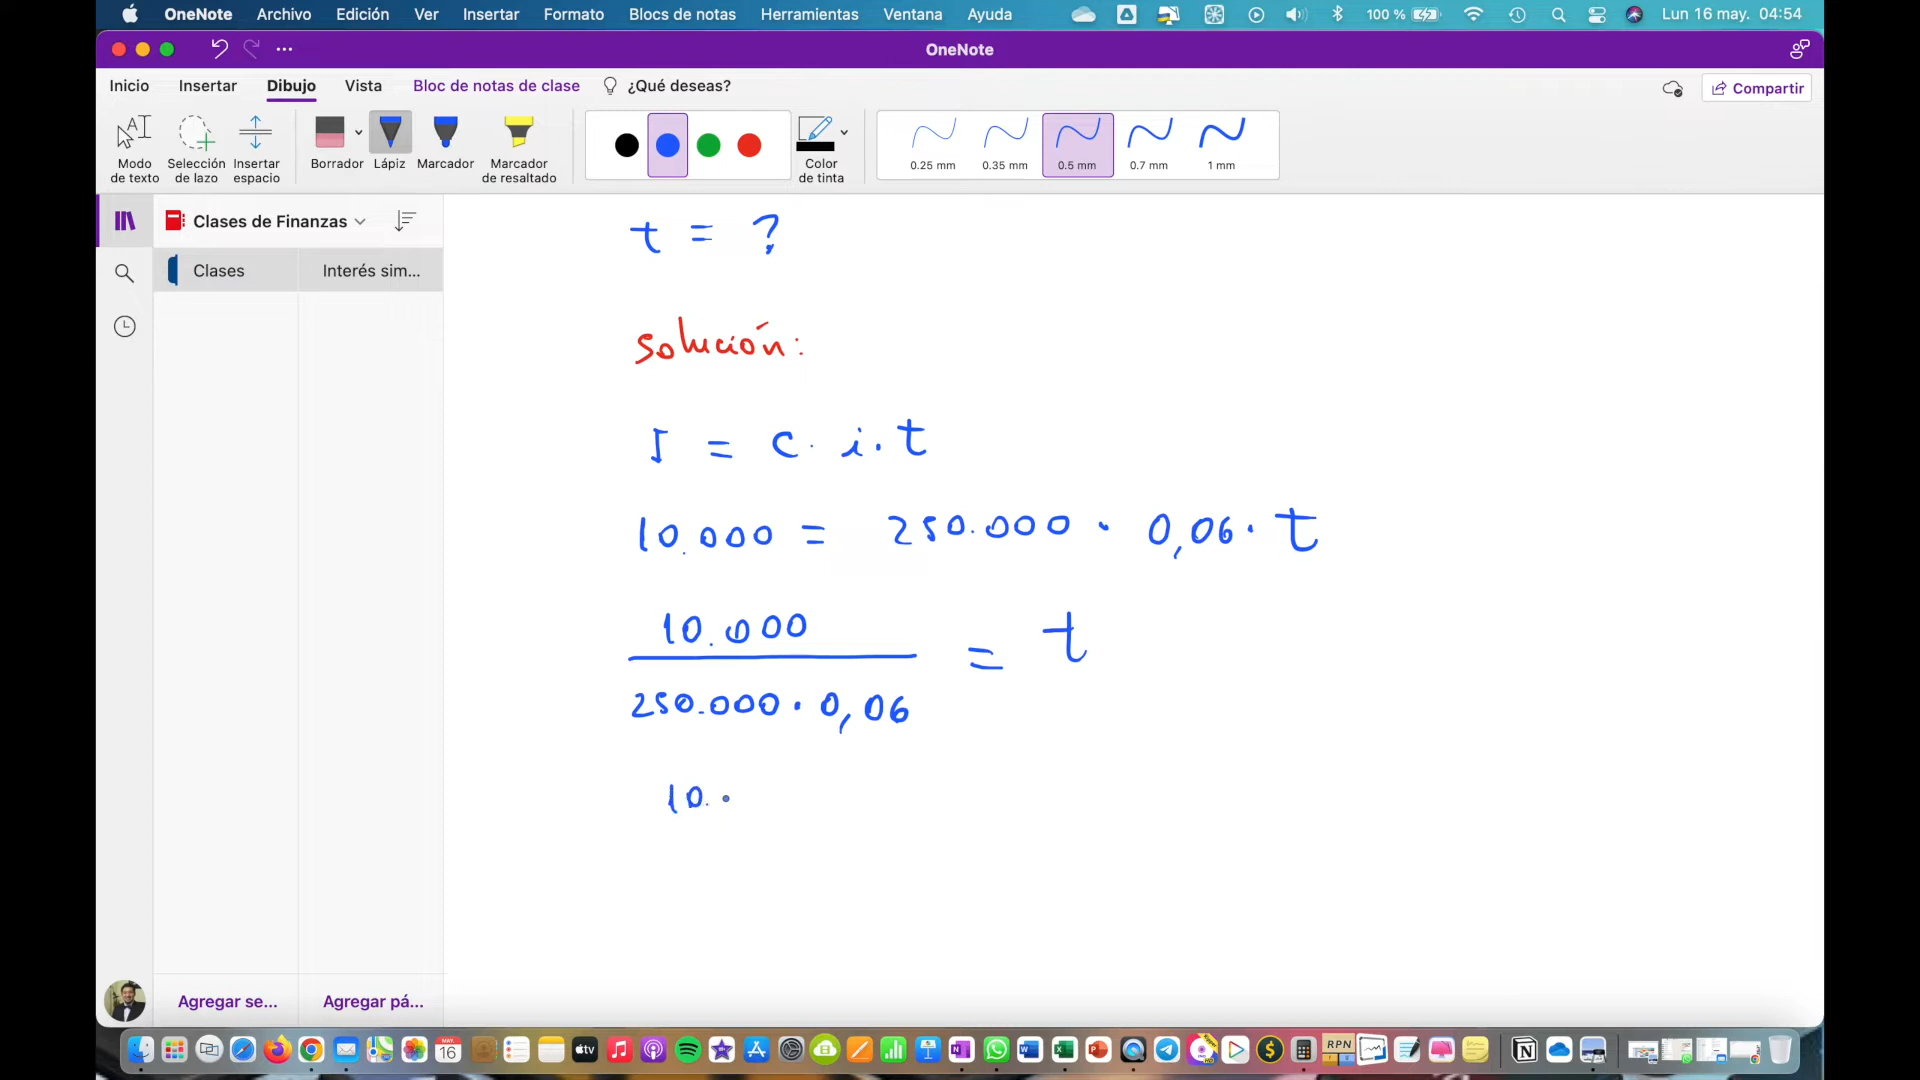 OneNote Archivo Edición Ver Insertar Formato Blocs de notas Herramientas Ventana Ayuda 100 % Lun 16 may. 04:54
OneNote
Inicio Insertar Dibujo Vista Bloc de notas de clase ¿Qué deseas? Compartir
Modo de texto
Selección de lazo
Insertar espacio
Borrador
Lápiz
Marcador
Marcador de resaltado
Color de tinta
0.25 mm 0.35 mm 0.5 mm 0.7 mm 1 mm
Clases de Finanzas
Clases Interés sim...
t = ?
solución:
I = c · i · t
10.000 = 250.000 · 0,06 · t
10.000
= t
250.000 · 0,06
10.
Agregar se... Agregar pá...
MAY. 16
tv
RPN